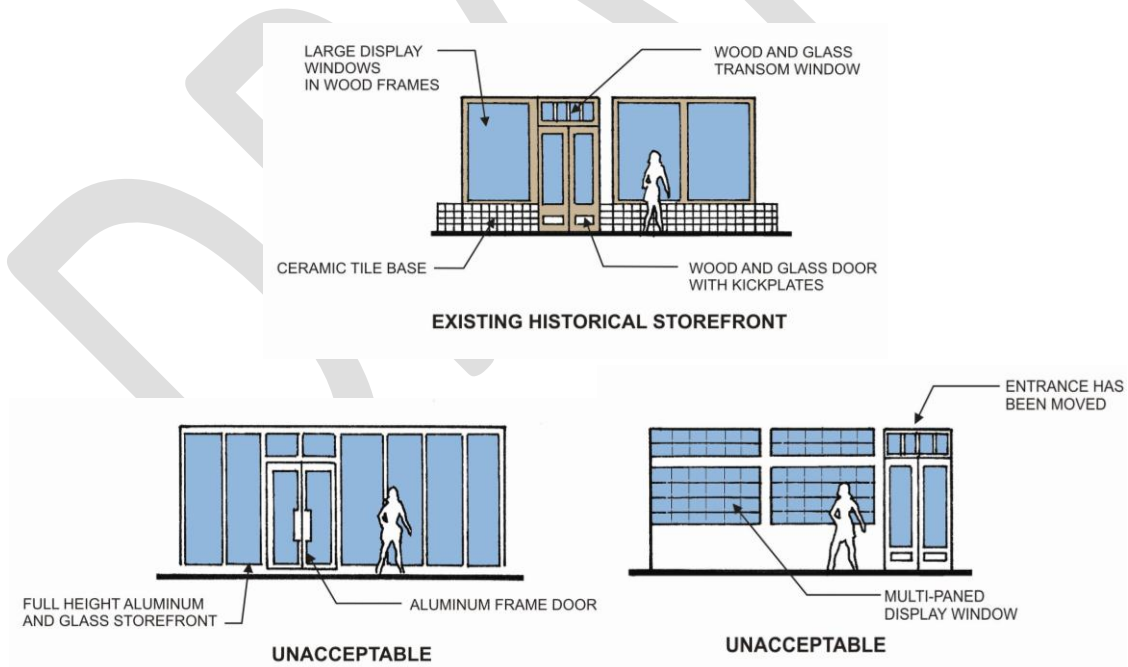 LARGE DISPLAY
WINDOWS
IN WOOD FRAMES
WOOD AND GLASS
TRANSOM WINDOW
CERAMIC TILE BASE
WOOD AND GLASS DOOR
WITH KICKPLATES
EXISTING HISTORICAL STOREFRONT
FULL HEIGHT ALUMINUM
AND GLASS STOREFRONT
ALUMINUM FRAME DOOR
UNACCEPTABLE
ENTRANCE HAS
BEEN MOVED
MULTI-PANED
DISPLAY WINDOW
UNACCEPTABLE